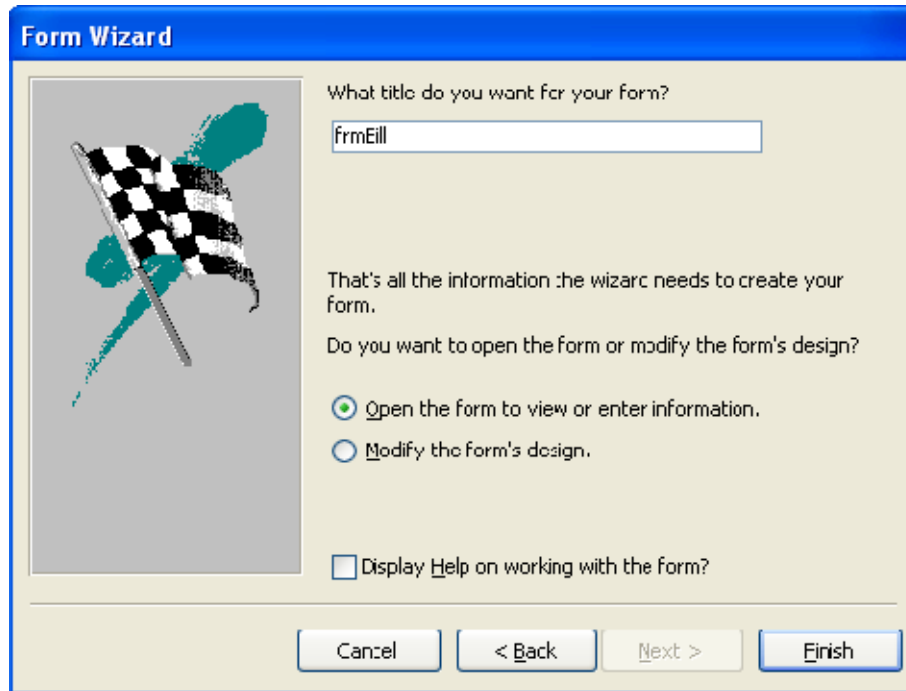 Form Wizard
What title do you want for your form?
frmEill
That's all the information the wizard needs to create your
form.
Do you want to open the form or modify the form's design?
Open the form to view or enter information.
Modify the form's design.
Display Help on working with the form?
Cancel
< Back
Next >
Finish